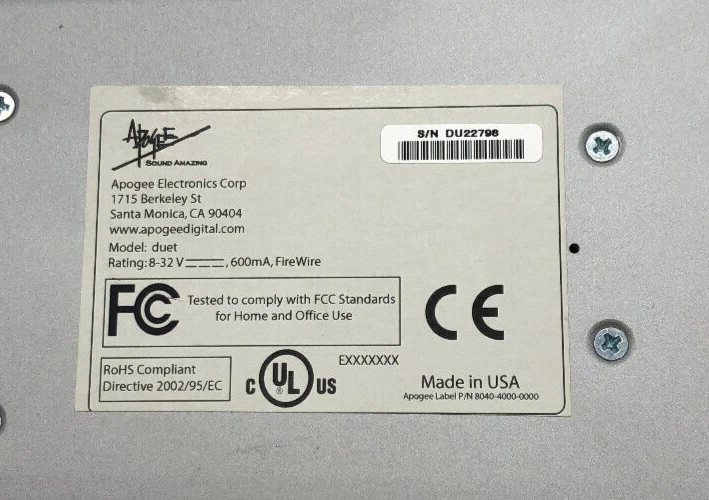 APOGEE
SOUND AMAZING
S/N DU22798
Apogee Electronics Corp
1715 Berkeley St
Santa Monica, CA 90404
www.apogeedigital.com
Model: duet
Rating: 8-32 V, 600mA, FireWire
FC Tested to comply with FCC Standards
for Home and Office Use
CE
RoHS Compliant
Directive 2002/95/EC
C UL US
EXXXXXXX
Made in USA
Apogee Label P/N 8040-4000-0000